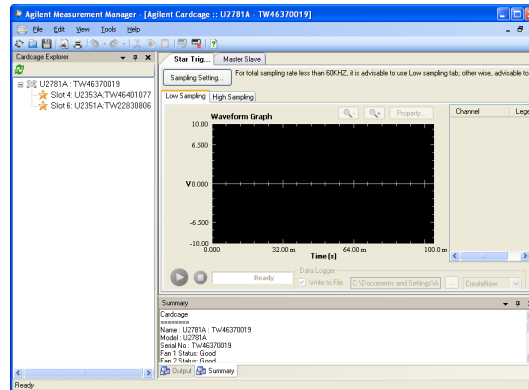 Agilent Measurement Manager - [Agilent Cardcage :: U2781A - TW46370019]
File Edit View Tools Help
Cardcage Explorer
U2781A : TW46370019
Slot 4: U2353A:TW46401077
Slot 6: U2351A:TW22830806
Star Trig... Master Slave
Sampling Setting... For total sampling rate less than 60KHZ, it is advisable to use Low sampling tab; other wise, advisable to
Low Sampling High Sampling
Waveform Graph
Property...
Channel Lege
10.00
6.500
V 0.000
-6.500
-10.00
0.000 32.00 m 64.00 m 100.0 m
Time (s)
Ready
Data Logger
Write to File C:\Documents and Settings\A ... CreateNew
Summary
Cardcage
========
Name : U2781A : TW46370019
Model : U2781A
Serial No : TW46370019
Fan 1 Status: Good
Fan 2 Status: Good
Output Summary
Ready